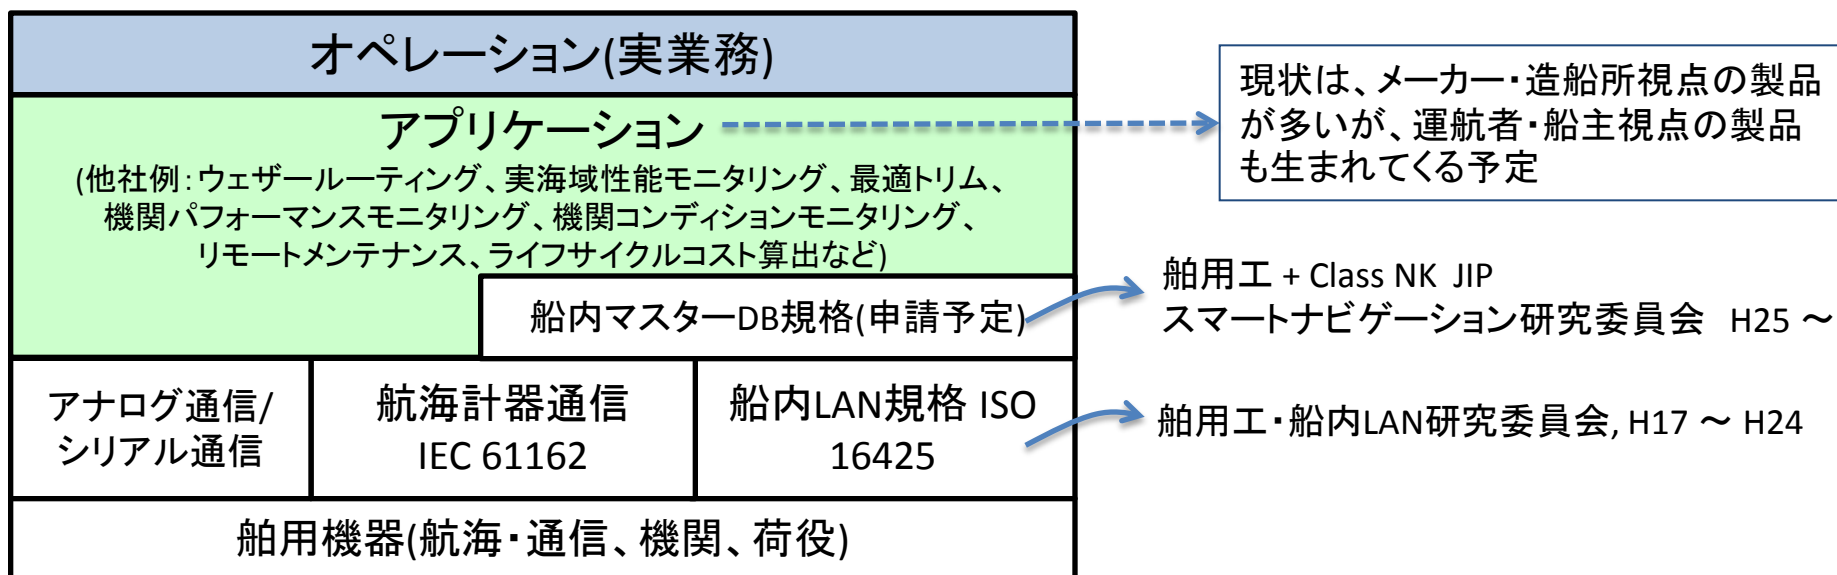 オペレーション(実業務)
アプリケーション
(他社例:ウェザールーティング、実海域性能モニタリング、最適トリム、
機関パフォーマンスモニタリング、機関コンディションモニタリング、
リモートメンテナンス、ライフサイクルコスト算出など)
船内マスターDB規格(申請予定)
アナログ通信/
シリアル通信
航海計器通信
IEC 61162
船内LAN規格 ISO
16425
舶用機器(航海・通信、機関、荷役)
現状は、メーカー・造船所視点の製品
が多いが、運航者・船主視点の製品
も生まれてくる予定
舶用工 + Class NK JIP
スマートナビゲーション研究委員会 H25 ~
舶用工・船内LAN研究委員会, H17 ~ H24